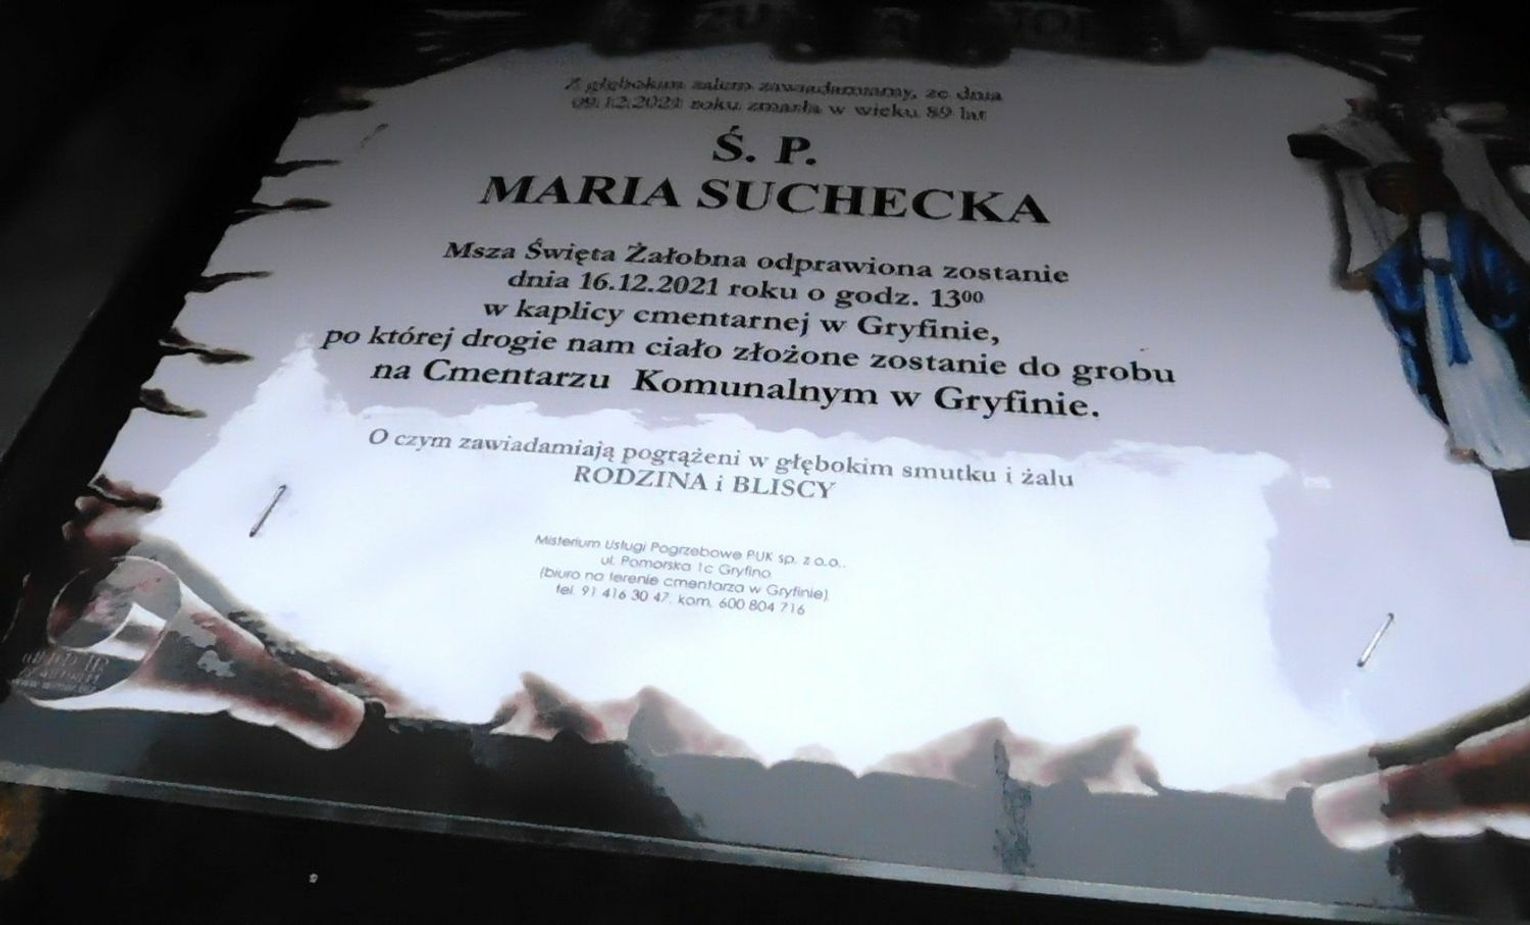 Z głębokim żalem zawiadamiamy, że dnia
09.12.2021 roku zmarła w wieku 89 lat
Ś. P.
MARIA SUCHECKA
Msza Święta Żałobna odprawiona zostanie
dnia 16.12.2021 roku o godz. 13⁰⁰
w kaplicy cmentarnej w Gryfinie,
po której drogie nam ciało złożone zostanie do grobu
na Cmentarzu Komunalnym w Gryfinie.
O czym zawiadamiają pogrążeni w głębokim smutku i żalu
RODZINA i BLISCY
Misterium Usługi Pogrzebowe PUK sp. z o.o.,
ul. Pomorska 1c Gryfino
(biuro na terenie cmentarza w Gryfinie)
tel. 91 416 30 47, kom. 600 804 716